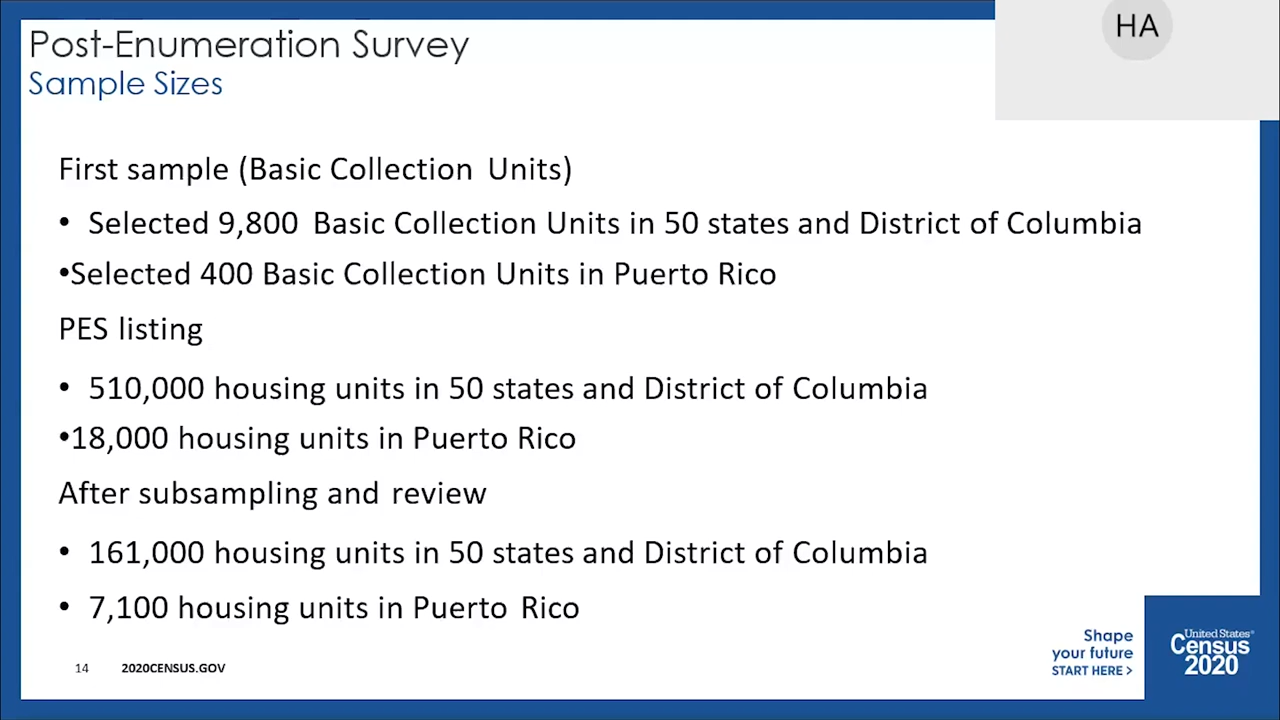 HA
Post-Enumeration Survey
Sample Sizes
First sample (Basic Collection Units)
• Selected 9,800 Basic Collection Units in 50 states and District of Columbia
•Selected 400 Basic Collection Units in Puerto Rico
PES listing
• 510,000 housing units in 50 states and District of Columbia
•18,000 housing units in Puerto Rico
After subsampling and review
• 161,000 housing units in 50 states and District of Columbia
• 7,100 housing units in Puerto Rico
14 2020CENSUS.GOV
Shape
your future
START HERE >
United States®
Census
2020